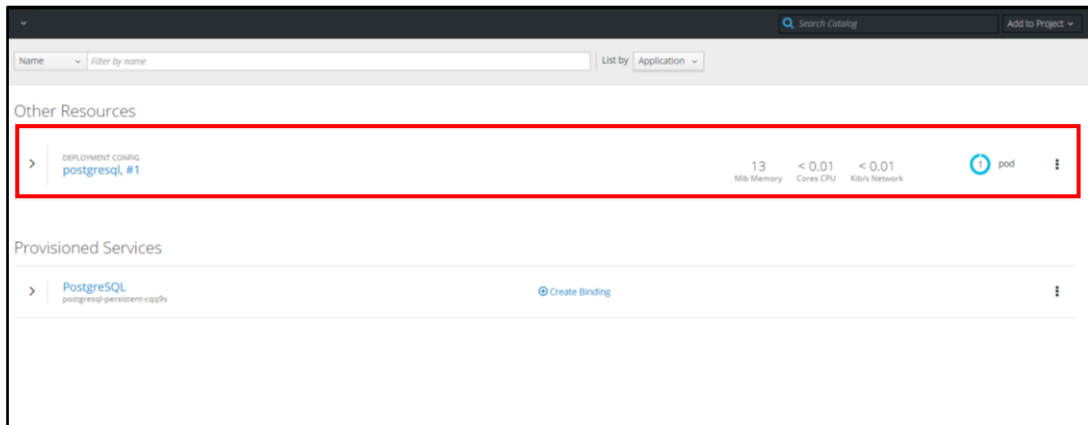 Search Catalog Add to Project
Name Filter by name List by Application
Other Resources
DEPLOYMENT CONFIG
postgresql, #1
13 < 0.01 < 0.01 1 pod
Mib Memory Cores CPU Kib/s Network
Provisioned Services
PostgreSQL
postgresql-persistent-cqq9s
Create Binding